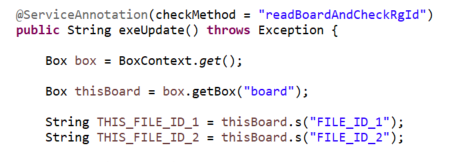 @ServiceAnnotation(checkMethod = "readBoardAndCheckRgId")
public String exeUpdate() throws Exception {
Box box = BoxContext.get();
Box thisBoard = box.getBox("board");
String THIS_FILE_ID_1 = thisBoard.s("FILE_ID_1");
String THIS_FILE_ID_2 = thisBoard.s("FILE_ID_2");